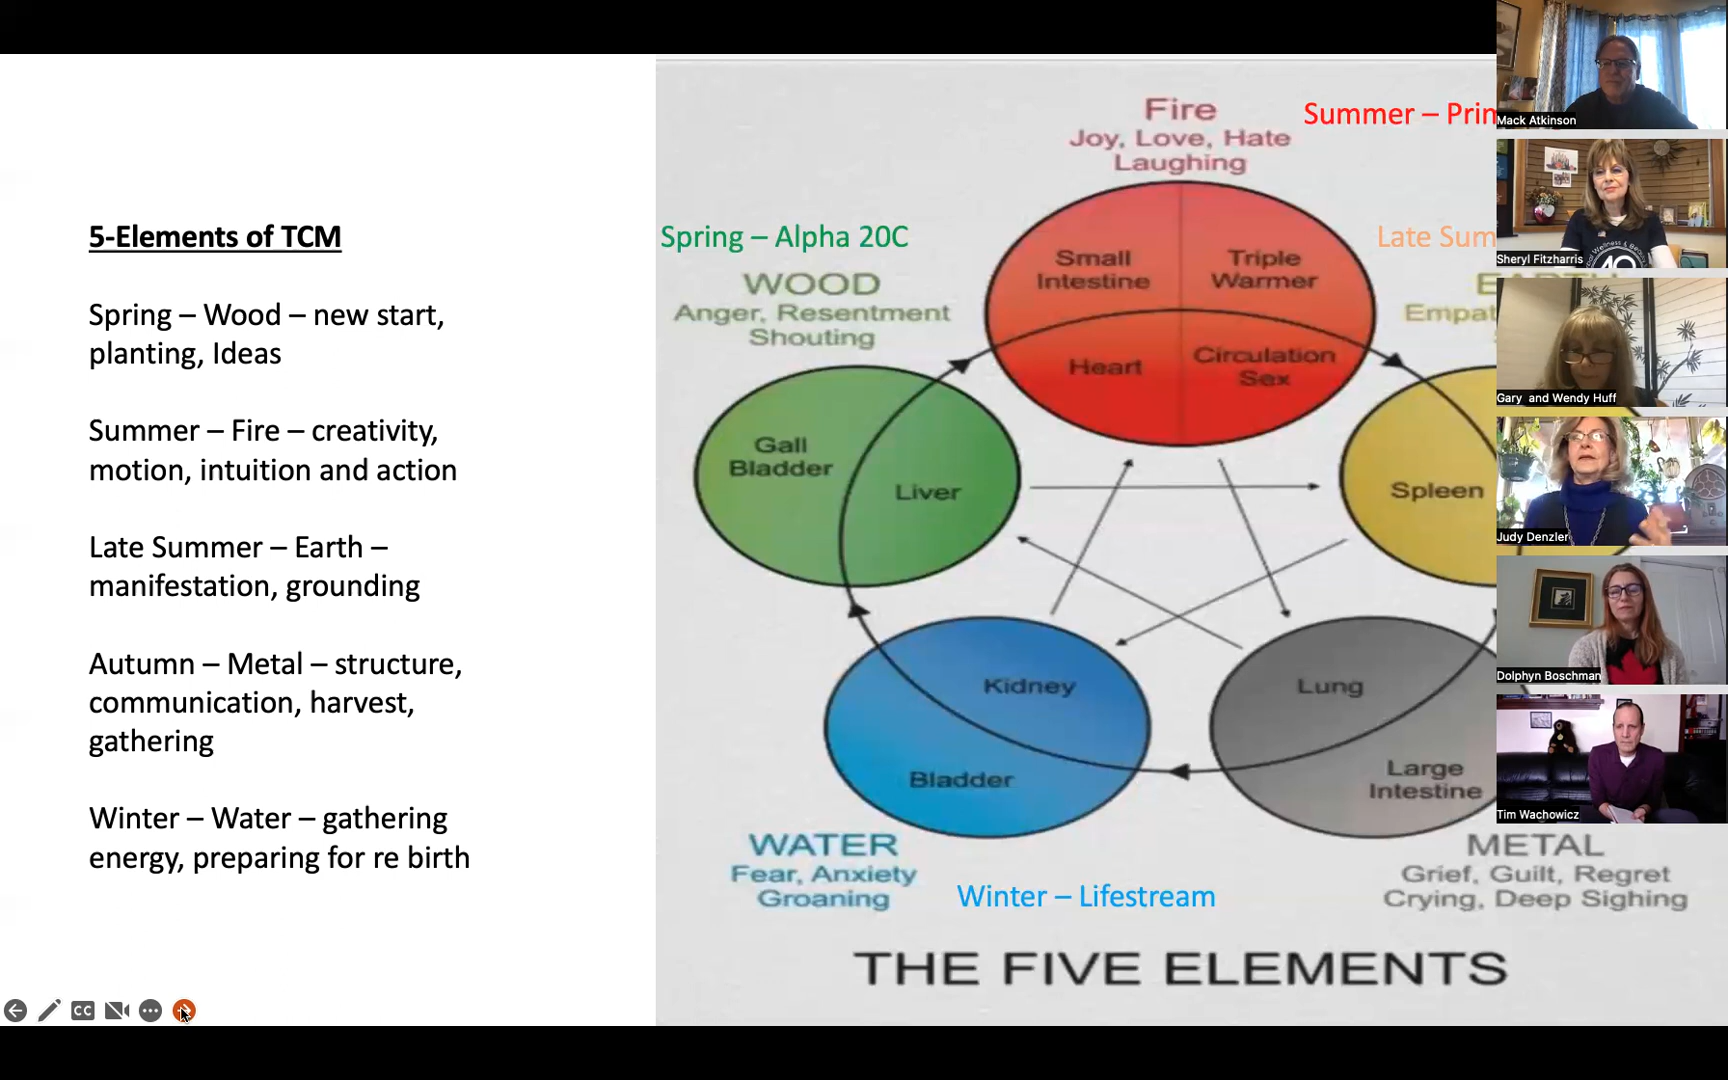 5-Elements of TCM
Spring – Wood – new start,
planting, Ideas
Summer – Fire – creativity,
motion, intuition and action
Late Summer – Earth –
manifestation, grounding
Autumn – Metal – structure,
communication, harvest,
gathering
Winter – Water – gathering
energy, preparing for re birth
Fire
Joy, Love, Hate
Laughing
Summer – Prin
Spring – Alpha 20C
WOOD
Anger, Resentment
Shouting
Late Sum
Empat
Small
Intestine
Triple
Warmer
Heart
Circulation
Sex
Gall
Bladder
Liver
Spleen
Kidney
Bladder
Lung
Large
Intestine
WATER
Fear, Anxiety
Groaning
Winter – Lifestream
METAL
Grief, Guilt, Regret
Crying, Deep Sighing
THE FIVE ELEMENTS
CC
Mack Atkinson
Sheryl Fitzharris
Gary and Wendy Huff
Judy Denzler
Dolphyn Boschman
Tim Wachowicz